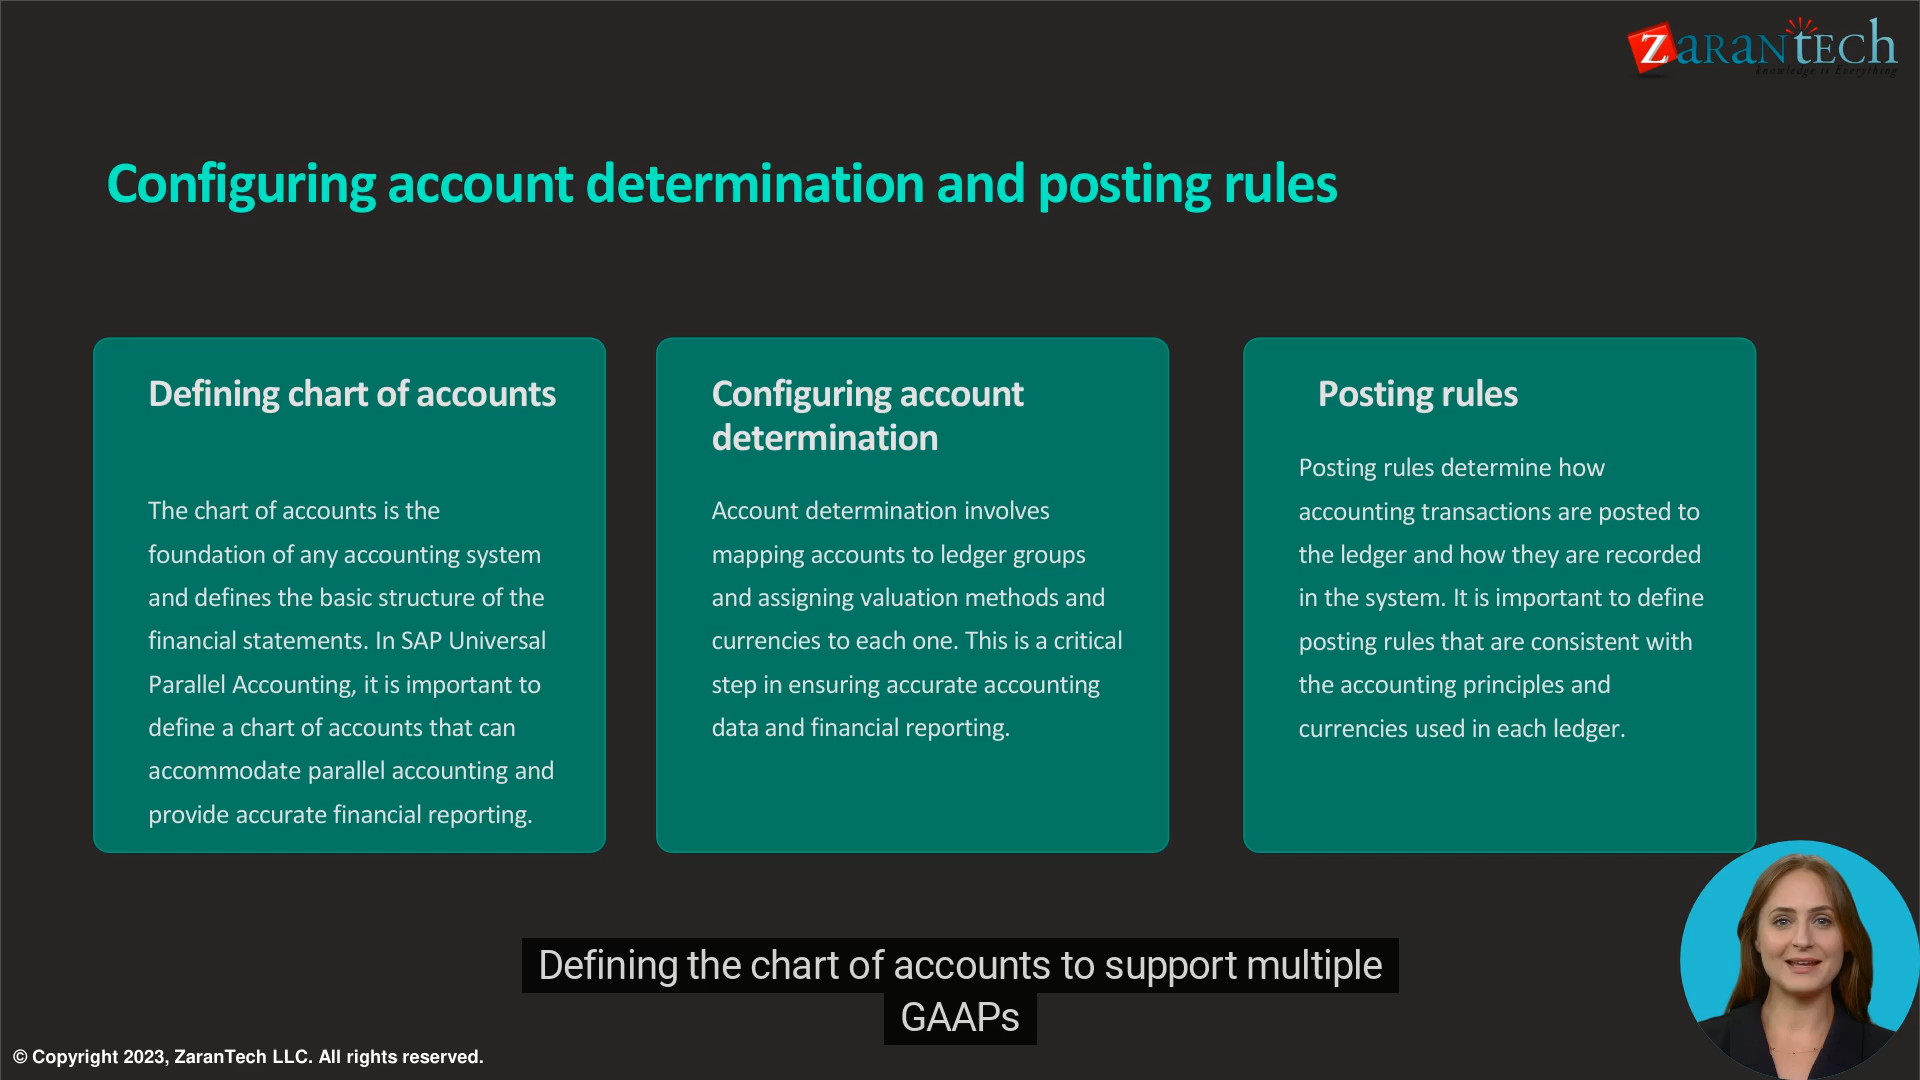 ZaranTech
knowledge is Everything
Configuring account determination and posting rules
Defining chart of accounts
The chart of accounts is the
foundation of any accounting system
and defines the basic structure of the
financial statements. In SAP Universal
Parallel Accounting, it is important to
define a chart of accounts that can
accommodate parallel accounting and
provide accurate financial reporting.
Configuring account
determination
Account determination involves
mapping accounts to ledger groups
and assigning valuation methods and
currencies to each one. This is a critical
step in ensuring accurate accounting
data and financial reporting.
Posting rules
Posting rules determine how
accounting transactions are posted to
the ledger and how they are recorded
in the system. It is important to define
posting rules that are consistent with
the accounting principles and
currencies used in each ledger.
Defining the chart of accounts to support multiple
GAAPs
© Copyright 2023, ZaranTech LLC. All rights reserved.